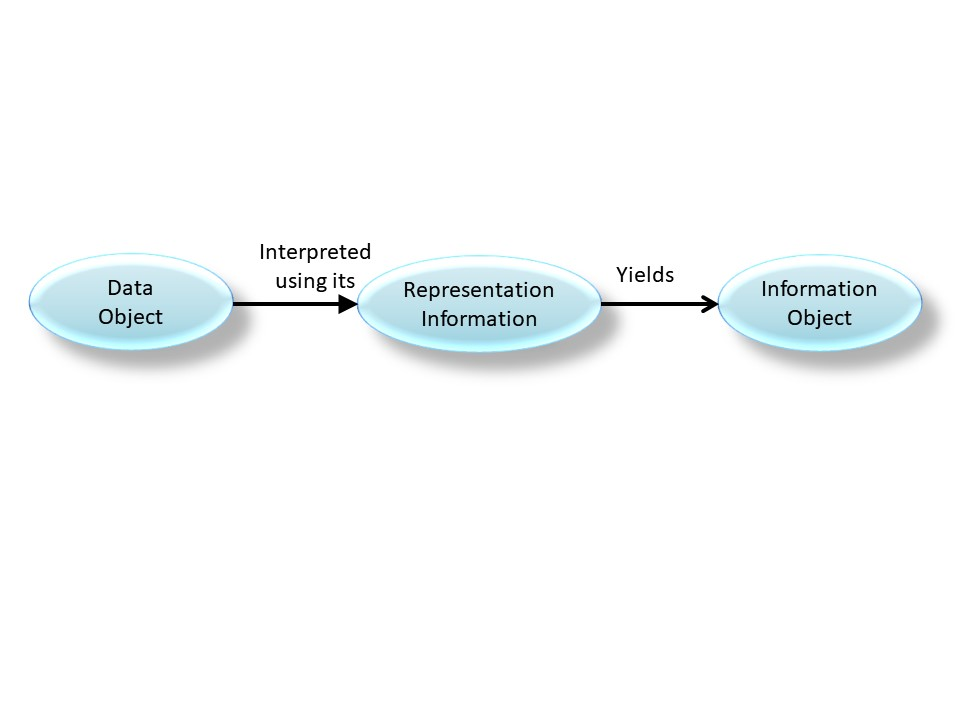 Data
Object
Interpreted
using its
Representation
Information
Yields
Information
Object